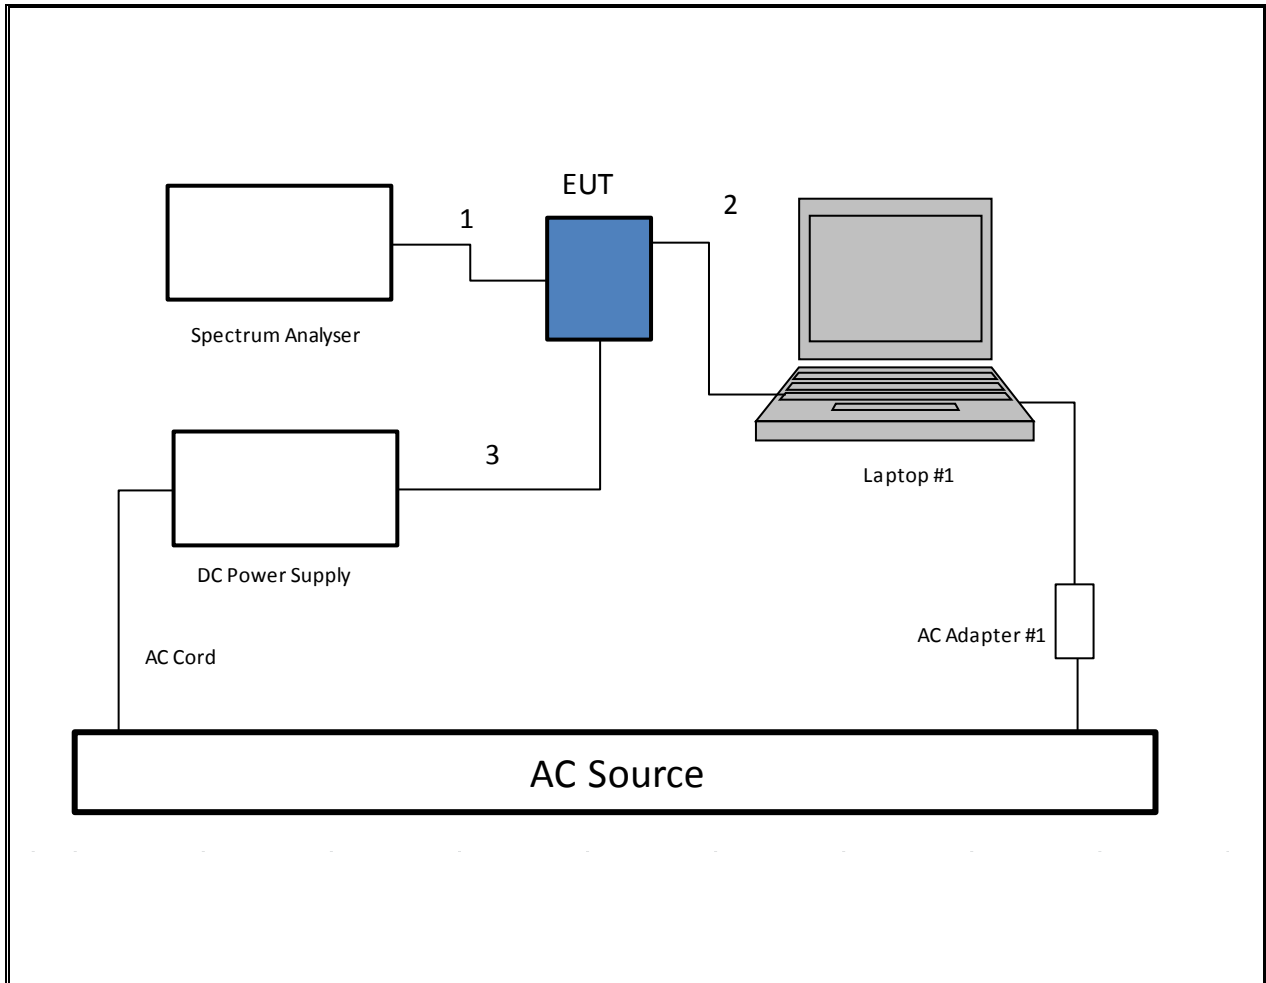 EUT
1
2
Spectrum Analyser
3
Laptop #1
DC Power Supply
AC Adapter #1
AC Cord
AC Source